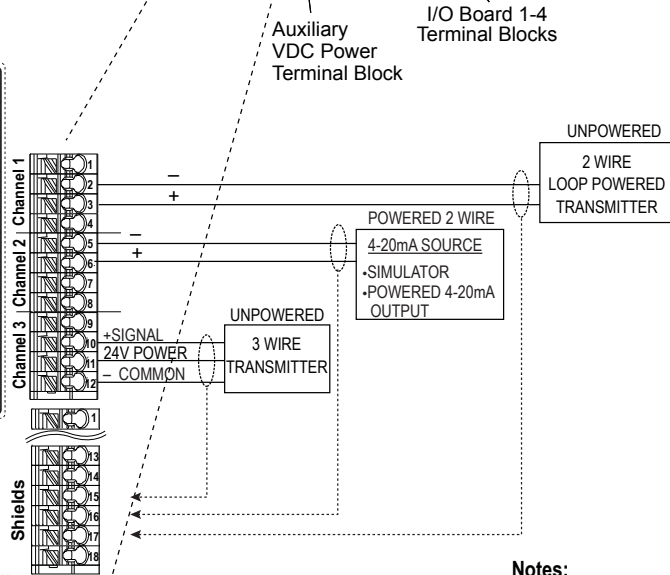 Auxiliary
VDC Power
Terminal Block
I/O Board 1-4
Terminal Blocks
UNPOWERED
2 WIRE
LOOP POWERED
TRANSMITTER
Channel 1
1
2
3
4
–
+
Channel 2
5
6
7
8
–
+
POWERED 2 WIRE
4-20mA SOURCE
•SIMULATOR
•POWERED 4-20mA
OUTPUT
Channel 3
9
10
11
12
+SIGNAL
24V POWER
– COMMON
UNPOWERED
3 WIRE
TRANSMITTER
1
Shields
13
14
15
16
17
18
Notes: